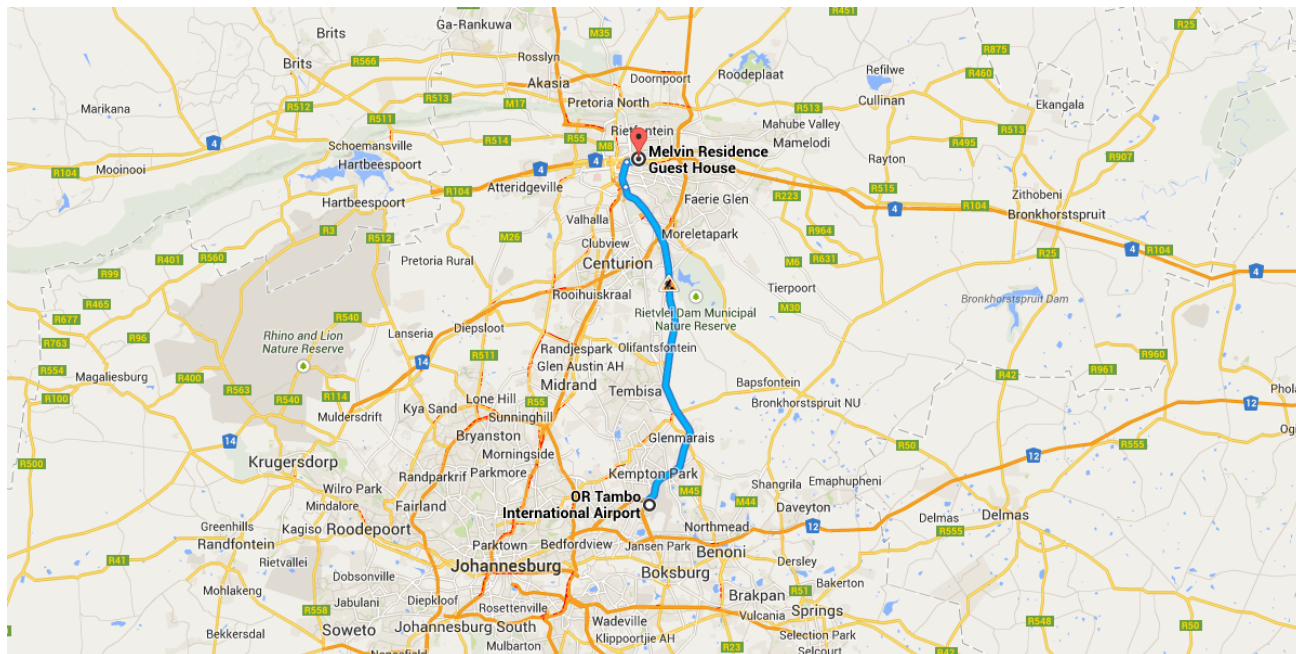 R451
Ga-Rankuwa
M35
R25
Brits
Rosslyn
R875
Brits
R566
Akasia
Doornpoort
Roodeplaat
Refilwe
R460
Marikana
R512
R513
M17
Pretoria North
R513
Cullinan
Ekangala
R511
Rietfontein
Mahube Valley
R513
4
R514
R55
M8
Mamelodi
R495
Schoemansville
Melvin Residence
Guest House
R907
R104
Mooinooi
Hartbeespoort
4
4
Rayton
R104
Atteridgeville
R515
Zithobeni
Hartbeespoort
Faerie Glen
R223
4
R104
Bronkhorstspruit
R3
Valhalla
R964
R512
M26
Clubview
Moreletapark
R104
4
R401
R560
Pretoria Rural
Centurion
M6
R631
R25
4
R99
Rooihuiskraal
Tierpoort
R465
Rietvlei Dam Municipal
Nature Reserve
M30
Bronkhorstspruit Dam
R677
R96
R540
Lanseria
Diepsloot
Rhino and Lion
Nature Reserve
R763
Randjespark
Olifantsfontein
R960
R554
14
R511
Glen Austin AH
R961
Magaliesburg
R400
R563
Midrand
Tembisa
Bapsfontein
R42
R100
R540
R114
Lone Hill
R55
Bronkhorstspruit NU
12
Muldersdrift
Kya Sand
Sunninghill
14
Bryanston
Glenmarais
R50
R555
R500
Krugersdorp
Morningside
12
Randparkrif
Parkmore
Kempton Park
Wilro Park
M45
Shangrila
Emaphupheni
Mindalore
Fairland
OR Tambo
International Airport
M44
Daveyton
Greenhills
Kagiso
Roodepoort
Northmead
12
Delmas
Delmas
Randfontein
Parktown
Bedfordview
Jansen Park
Benoni
R555
R41
Rietvallei
Johannesburg
Boksburg
Dersley
Dobsonville
Bakerton
Mohlakeng
Jabulani
Diepkloof
Rosettenville
Brakpan
R51
R558
Wadeville
Vulcania
Springs
R548
R50
Bekkersdal
Soweto
Johannesburg South
Klippoortjie AH
Selection Park
Mulbarton
R23
Selcourt
R42